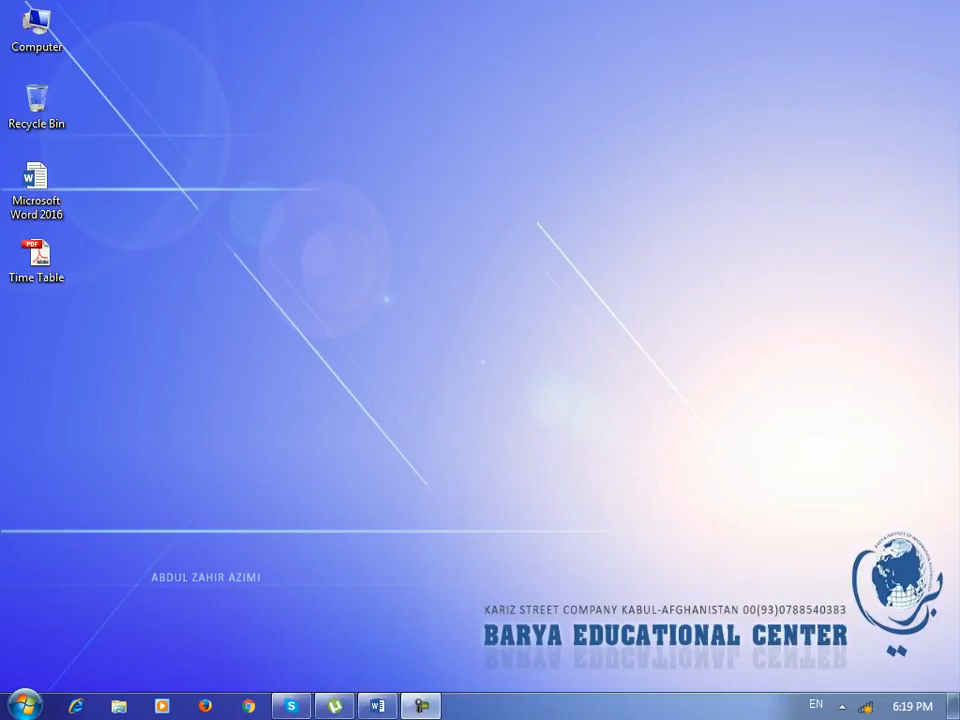 Computer
Recycle Bin
Microsoft
Word 2016
PDF
Adobe
Time Table
ABDUL ZAHIR AZIMI
KARIZ STREET COMPANY KABUL-AFGHANISTAN 00(93)0788540383
BARYA EDUCATIONAL CENTER
EN
6:19 PM